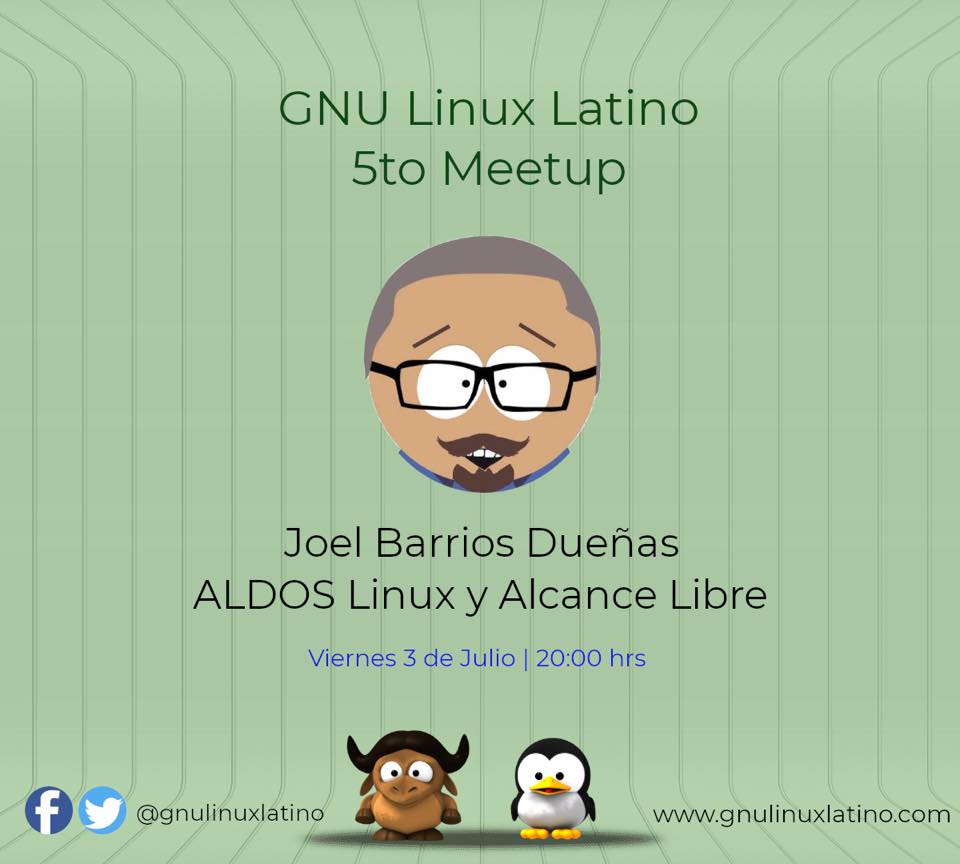 GNU Linux Latino
5to Meetup
Joel Barrios Dueñas
ALDOS Linux y Alcance Libre
Viernes 3 de Julio | 20:00 hrs
@gnulinuxlatino
www.gnulinuxlatino.com